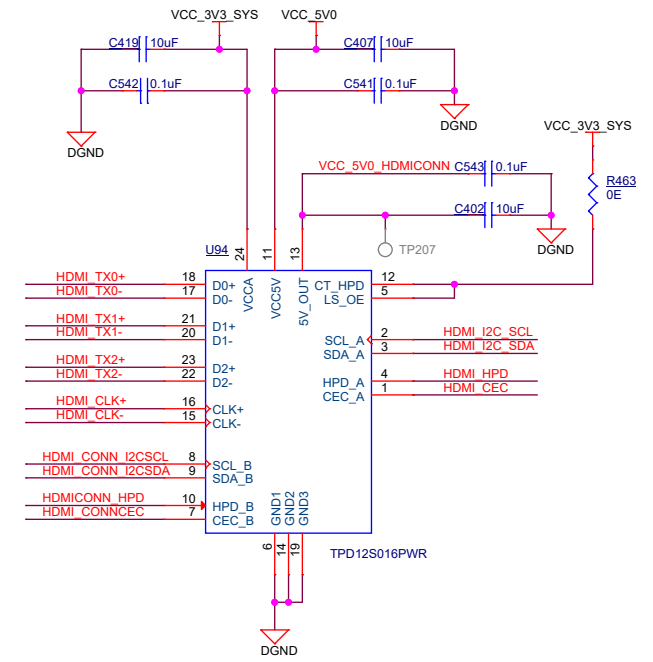 VCC_3V3_SYS
VCC_5V0
C419 10uF
C407 10uF
C542 0.1uF
C541 0.1uF
DGND
DGND
VCC_3V3_SYS
VCC_5V0_HDMICONN C543 0.1uF
R463
0E
C402 10uF
TP207
DGND
U94
24
11
13
VCCA
VCC5V
5V_OUT
HDMI_TX0+ 18 D0+
HDMI_TX0- 17 D0-
CT_HPD 12
LS_OE 5
HDMI_TX1+ 21 D1+
HDMI_TX1- 20 D1-
SCL_A 2 HDMI_I2C_SCL
SDA_A 3 HDMI_I2C_SDA
HDMI_TX2+ 23 D2+
HDMI_TX2- 22 D2-
HPD_A 4 HDMI_HPD
CEC_A 1 HDMI_CEC
HDMI_CLK+ 16 CLK+
HDMI_CLK- 15 CLK-
HDMI_CONN_I2CSCL 8 SCL_B
HDMI_CONN_I2CSDA 9 SDA_B
HDMICONN_HPD 10 HPD_B
HDMI_CONNCEC 7 CEC_B
GND1
GND2
GND3
6
14
19
TPD12S016PWR
DGND